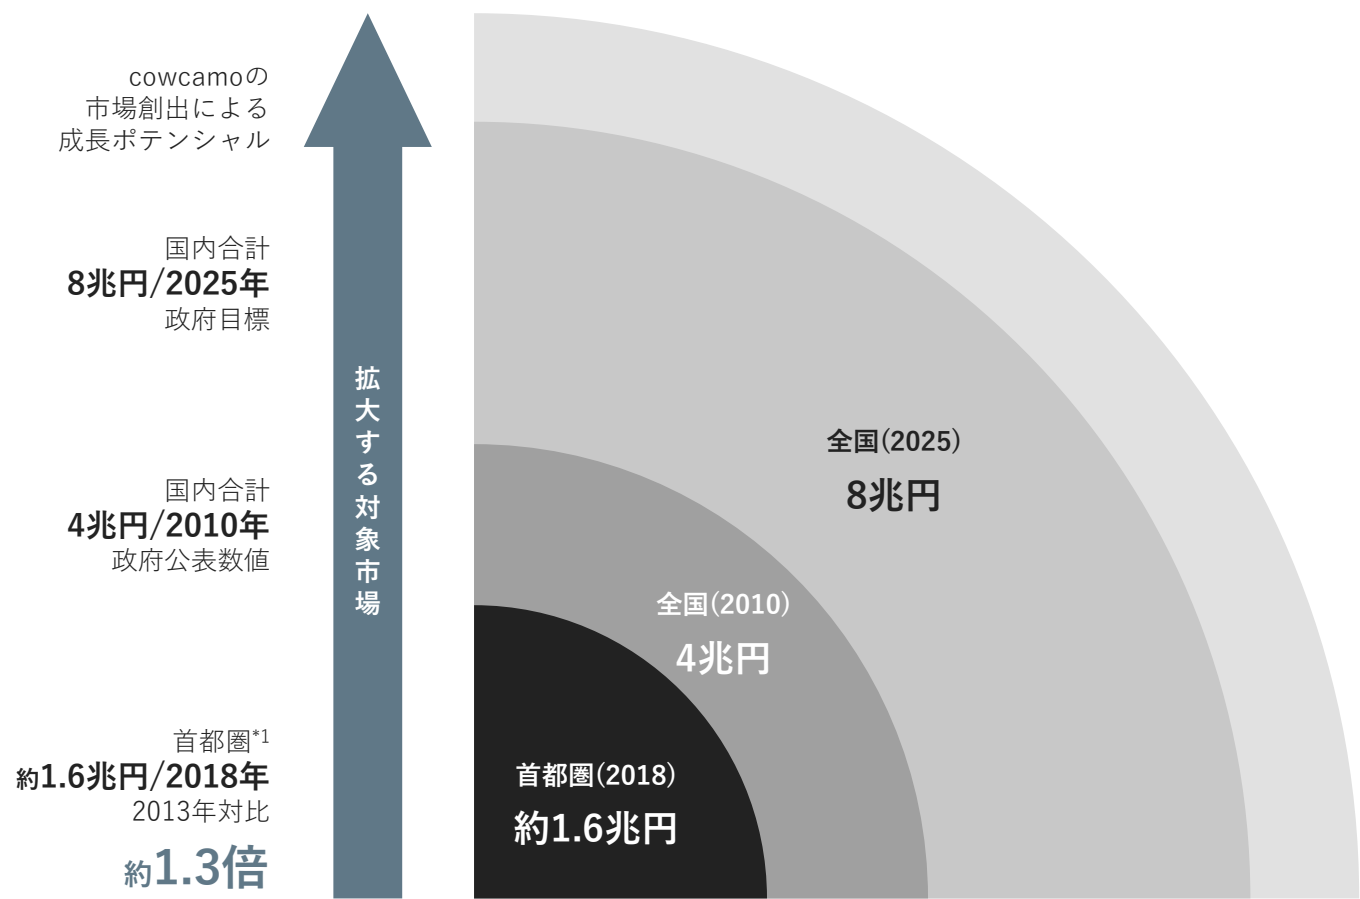 cowcamoの
市場創出による
成長ポテンシャル
国内合計
8兆円/2025年
政府目標
国内合計
4兆円/2010年
政府公表数値
首都圏*1
約1.6兆円/2018年
2013年対比
約1.3倍
拡大する対象市場
全国(2025)
8兆円
全国(2010)
4兆円
首都圏(2018)
約1.6兆円